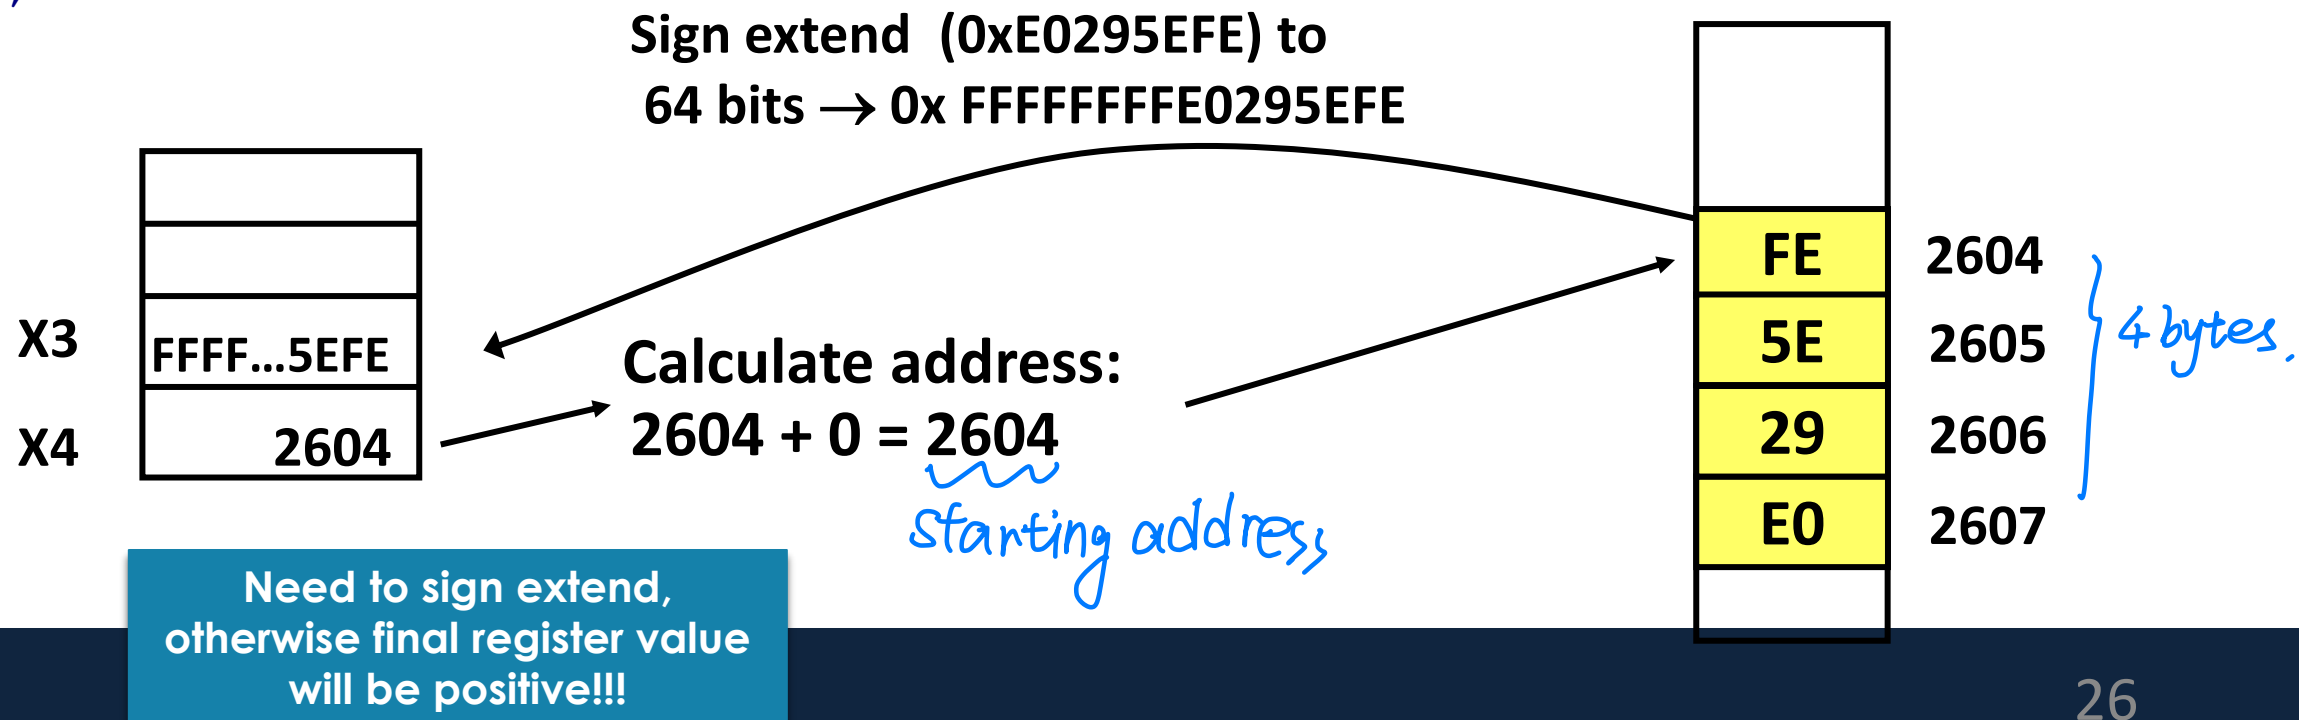 Sign extend (0xE0295EFE) to
64 bits → 0x FFFFFFFFE0295EFE
X3
FFFF...5EFE
X4
2604
Calculate address:
2604 + 0 = 2604
starting address
FE 2604
5E 2605
29 2606
E0 2607
4 bytes.
Need to sign extend,
otherwise final register value
will be positive!!!
26